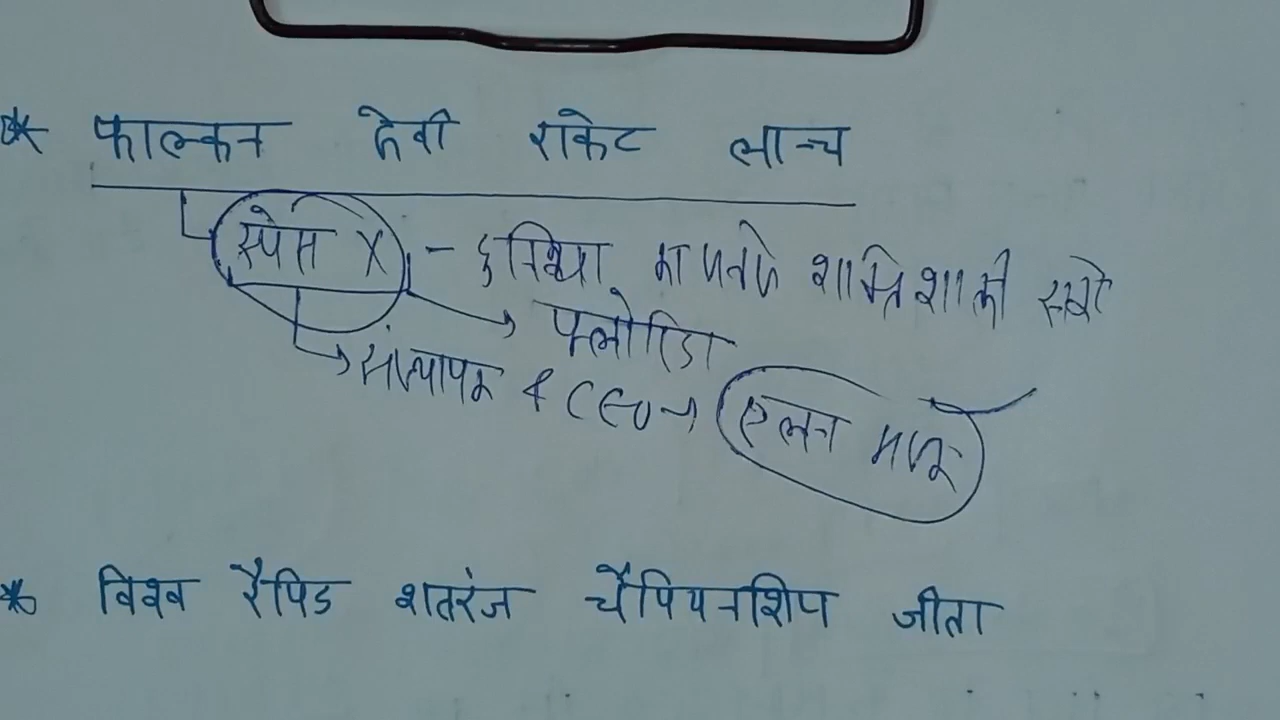 * फाल्कन हेवी राकेट लान्च
स्पेस X - दुनिया का सबसे शक्तिशाली
→ फ्लोरिडा
→ संस्थापक & CEO → एलन मस्क
* विश्व रैपिड शतरंज चैंपियनशिप जीता